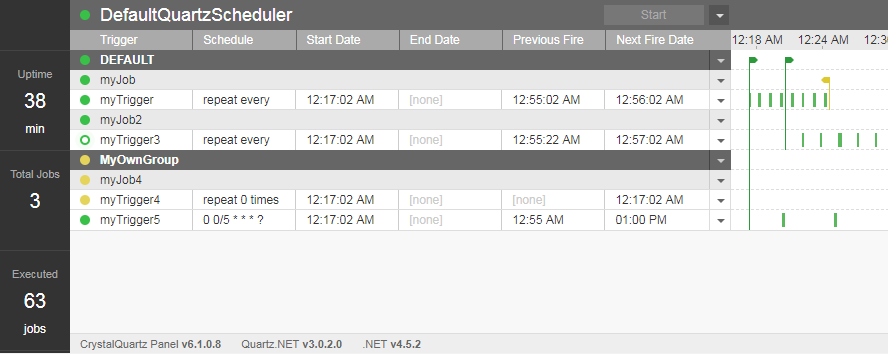 DefaultQuartzScheduler Start
Trigger Schedule Start Date End Date Previous Fire Next Fire Date 12:18 AM 12:24 AM 12:30
DEFAULT
Uptime
38
min
myJob
myTrigger repeat every 12:17:02 AM [none] 12:55:02 AM 12:56:02 AM
myJob2
myTrigger3 repeat every 12:17:02 AM [none] 12:55:22 AM 12:57:02 AM
MyOwnGroup
Total Jobs
3
myJob4
myTrigger4 repeat 0 times 12:17:02 AM [none] [none] 12:17:02 AM
myTrigger5 0 0/5 * * * ? 12:17:02 AM [none] 12:55 AM 01:00 PM
Executed
63
jobs
CrystalQuartz Panel v6.1.0.8 Quartz.NET v3.0.2.0 .NET v4.5.2